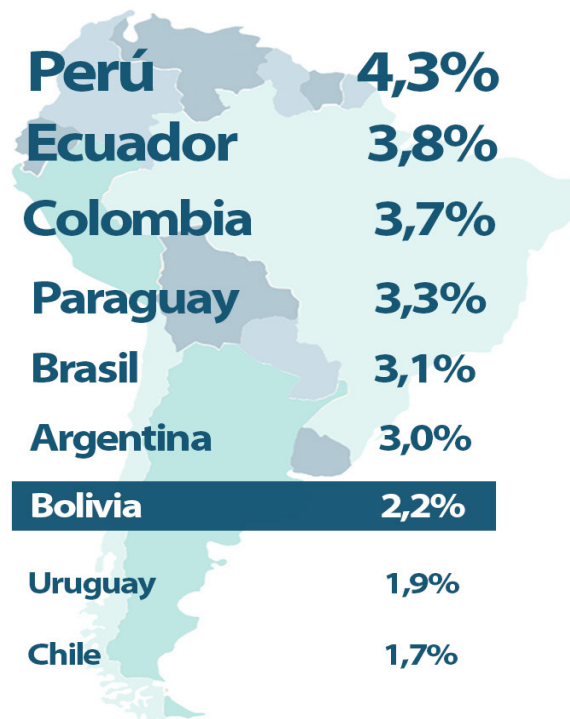 Perú 4,3%
Ecuador 3,8%
Colombia 3,7%
Paraguay 3,3%
Brasil 3,1%
Argentina 3,0%
Bolivia 2,2%
Uruguay 1,9%
Chile 1,7%